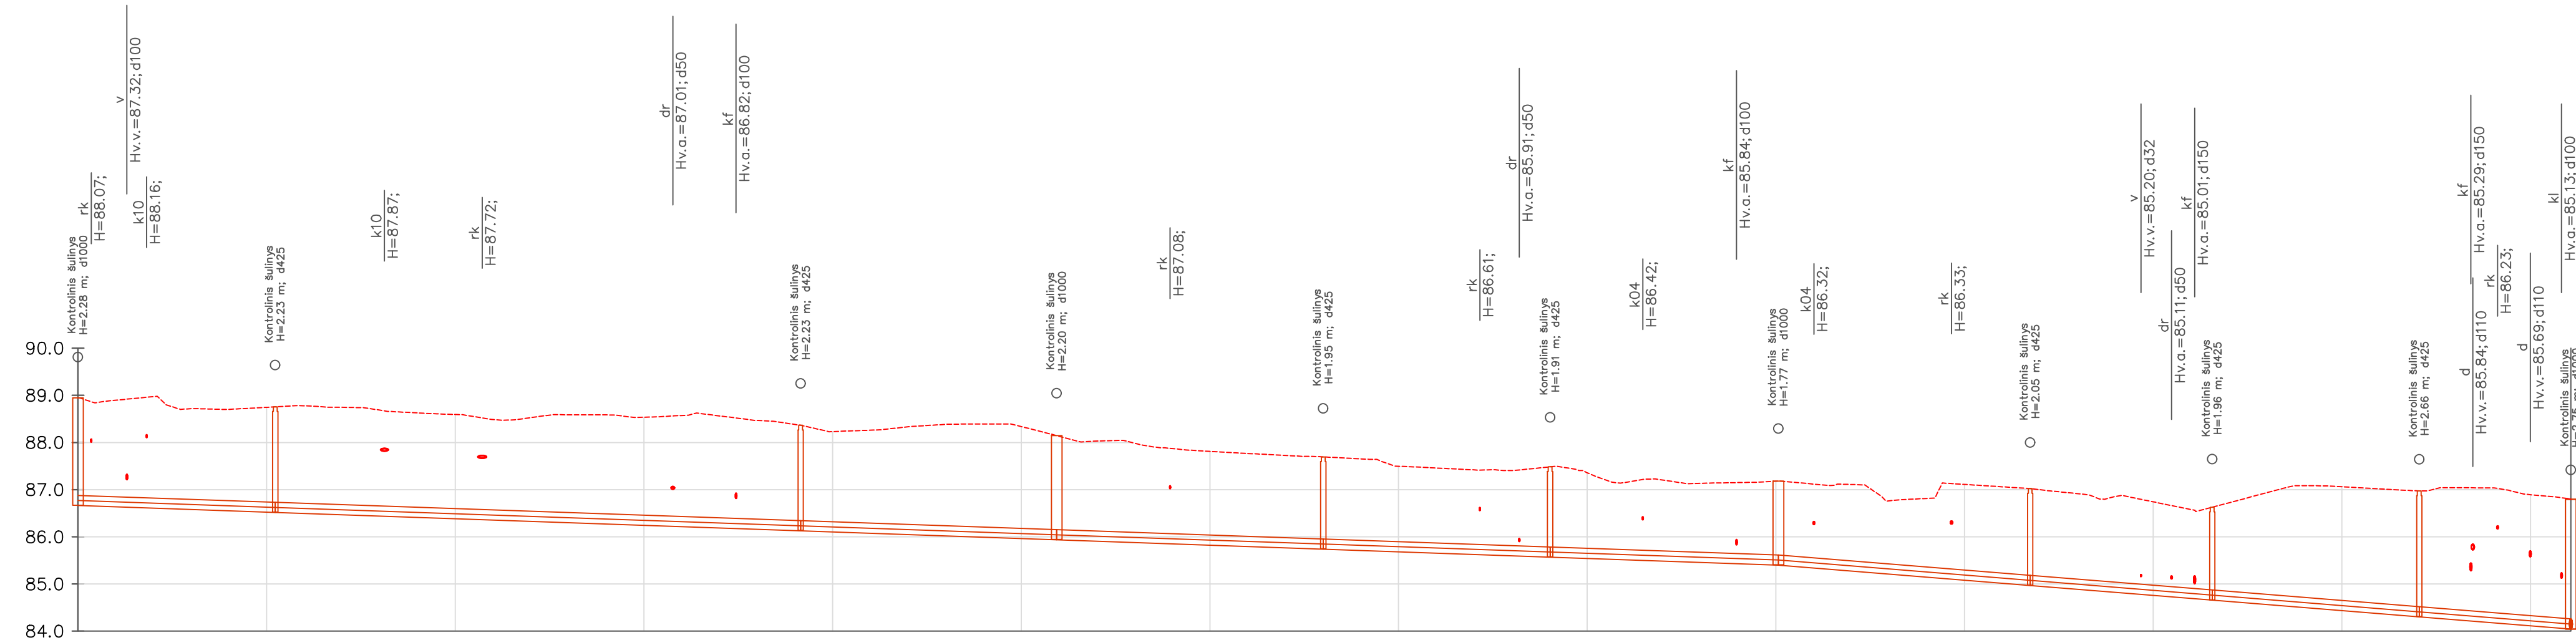 v
Hv.v.=87.32; d100
rk
H=88.07;
k10
H=88.16;
Kontrolinis šulinys
H=2.28 m; d1000
Kontrolinis šulinys
H=2.23 m; d425
k10
H=87.87;
rk
H=87.72;
dr
Hv.a.=87.01; d50
kf
Hv.a.=86.82; d100
Kontrolinis šulinys
H=2.23 m; d425
Kontrolinis šulinys
H=2.20 m; d1000
rk
H=87.08;
Kontrolinis šulinys
H=1.95 m; d425
rk
H=86.61;
dr
Hv.a.=85.91; d50
Kontrolinis šulinys
H=1.91 m; d425
k04
H=86.42;
kf
Hv.a.=85.84; d100
Kontrolinis šulinys
H=1.77 m; d1000
k04
H=86.32;
rk
H=86.33;
Kontrolinis šulinys
H=2.05 m; d425
v
Hv.v.=85.20; d32
dr
Hv.a.=85.11; d50
kf
Hv.a.=85.01; d150
Kontrolinis šulinys
H=1.96 m; d425
Kontrolinis šulinys
H=2.66 m; d425
kf
Hv.a.=85.29; d150
d
Hv.v.=85.84; d110
rk
H=86.23;
d
Hv.v.=85.69; d110
kl
Hv.a.=85.13; d100
Kontrolinis šulinys
90.0
89.0
88.0
87.0
86.0
85.0
84.0